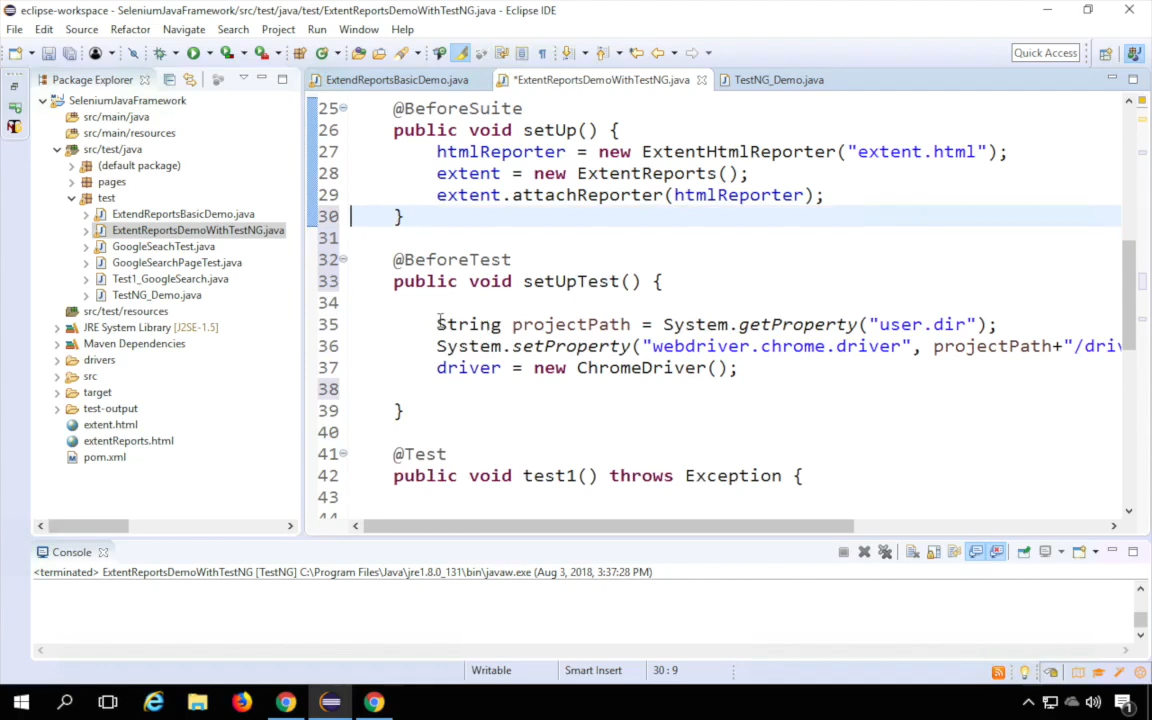 eclipse-workspace - SeleniumJavaFramework/src/test/java/test/ExtentReportsDemoWithTestNG.java - Eclipse IDE
File Edit Source Refactor Navigate Search Project Run Window Help
Quick Access
Package Explorer
ExtendReportsBasicDemo.java
*ExtentReportsDemoWithTestNG.java
TestNG_Demo.java
SeleniumJavaFramework
src/main/java
src/main/resources
src/test/java
(default package)
pages
test
ExtendReportsBasicDemo.java
ExtentReportsDemoWithTestNG.java
GoogleSeachTest.java
GoogleSearchPageTest.java
Test1_GoogleSearch.java
TestNG_Demo.java
src/test/resources
JRE System Library [J2SE-1.5]
Maven Dependencies
drivers
src
target
test-output
extent.html
extentReports.html
pom.xml
25 @BeforeSuite
26 public void setUp() {
27 htmlReporter = new ExtentHtmlReporter("extent.html");
28 extent = new ExtentReports();
29 extent.attachReporter(htmlReporter);
30 }
31
32 @BeforeTest
33 public void setUpTest() {
34
35 String projectPath = System.getProperty("user.dir");
36 System.setProperty("webdriver.chrome.driver", projectPath+"/driv
37 driver = new ChromeDriver();
38
39 }
40
41 @Test
42 public void test1() throws Exception {
43
44
Console
<terminated> ExtentReportsDemoWithTestNG [TestNG] C:\Program Files\Java\jre1.8.0_131\bin\javaw.exe (Aug 3, 2018, 3:37:28 PM)
Writable
Smart Insert
30 : 9
1